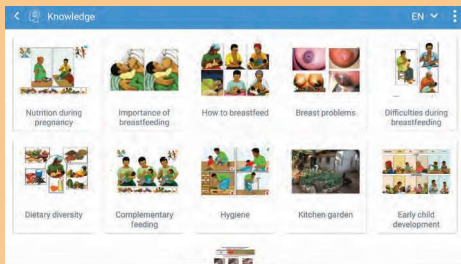 Knowledge
EN
Nutrition during
pregnancy
Importance of
breastfeeding
How to breastfeed
Breast problems
Difficulties during
breastfeeding
Dietary diversity
Complementary
feeding
Hygiene
Kitchen garden
Early child
development